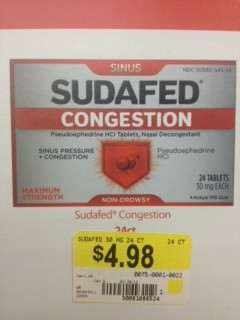 SINUS
NDC 50580-545-24
SUDAFED®
CONGESTION
Pseudoephedrine HCl Tablets, Nasal Decongestant
SINUS PRESSURE
+ CONGESTION
Pseudoephedrine
HCl
MAXIMUM
STRENGTH
24 TABLETS
30 mg EACH
Actual Pill Size
NON-DROWSY
Sudafed® Congestion
24ct
SUDAFED 30 MG 24 CT
24 CT
$4.98
0075-0001-0022